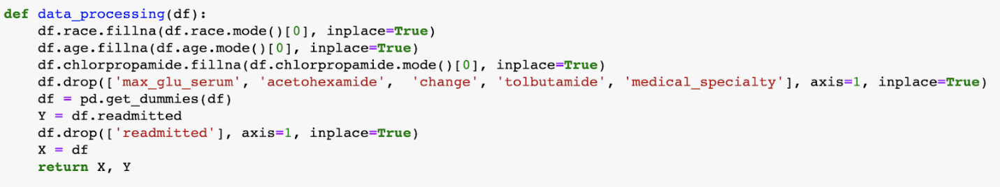 def data_processing(df):
    df.race.fillna(df.race.mode()[0], inplace=True)
    df.age.fillna(df.age.mode()[0], inplace=True)
    df.chlorpropamide.fillna(df.chlorpropamide.mode()[0], inplace=True)
    df.drop(['max_glu_serum', 'acetohexamide',  'change', 'tolbutamide', 'medical_specialty'], axis=1, inplace=True)
    df = pd.get_dummies(df)
    Y = df.readmitted
    df.drop(['readmitted'], axis=1, inplace=True)
    X = df
    return X, Y